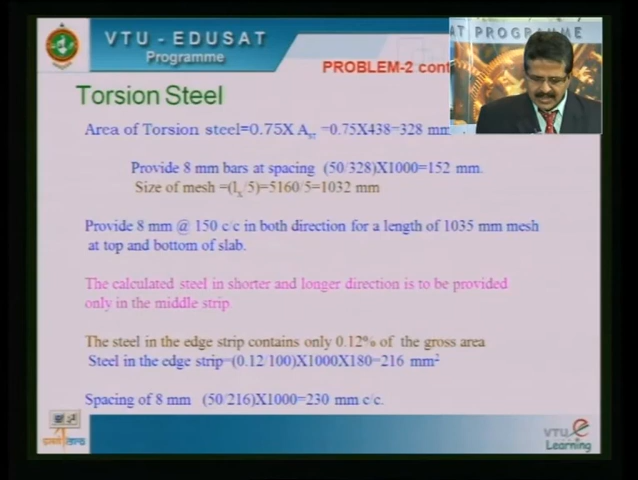 VTU - EDUSAT
Programme
AT PROGRAMME
PROBLEM-2 cont
Torsion Steel
Area of Torsion steel=0.75X Ast =0.75X438=328 mm
Provide 8 mm bars at spacing (50/328)X1000=152 mm.
Size of mesh =(lx/5)=5160/5=1032 mm
Provide 8 mm @ 150 c/c in both direction for a length of 1035 mm mesh
at top and bottom of slab.
The calculated steel in shorter and longer direction is to be provided
only in the middle strip.
The steel in the edge strip contains only 0.12% of the gross area
Steel in the edge strip=(0.12/100)X1000X180=216 mm²
Spacing of 8 mm (50/216)X1000=230 mm c/c.
VTU e
Learning